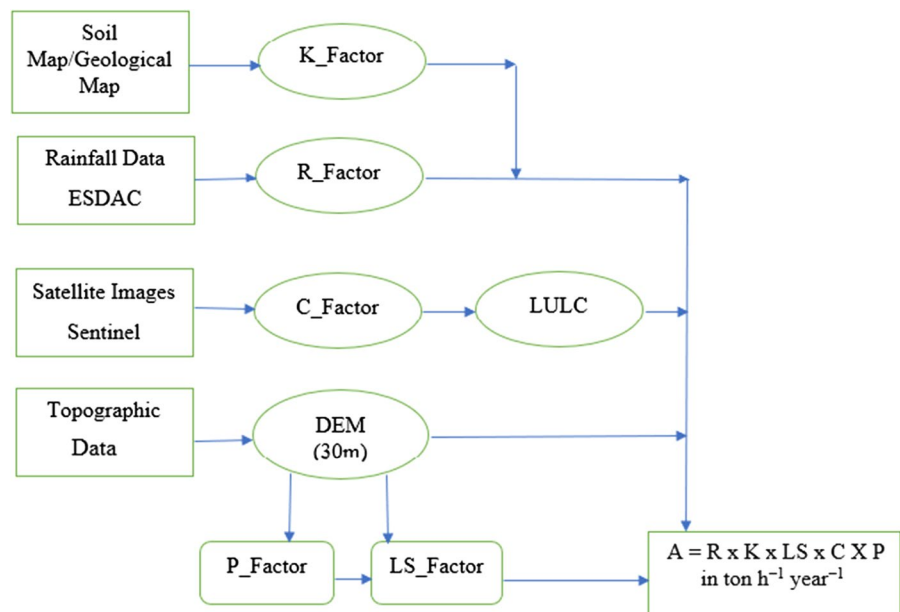 Soil
Map/Geological
Map
K_Factor
Rainfall Data
ESDAC
R_Factor
Satellite Images
Sentinel
C_Factor
LULC
Topographic
Data
DEM
(30m)
P_Factor
LS_Factor
A = R x K x LS x C X P
in ton h⁻¹ year⁻¹